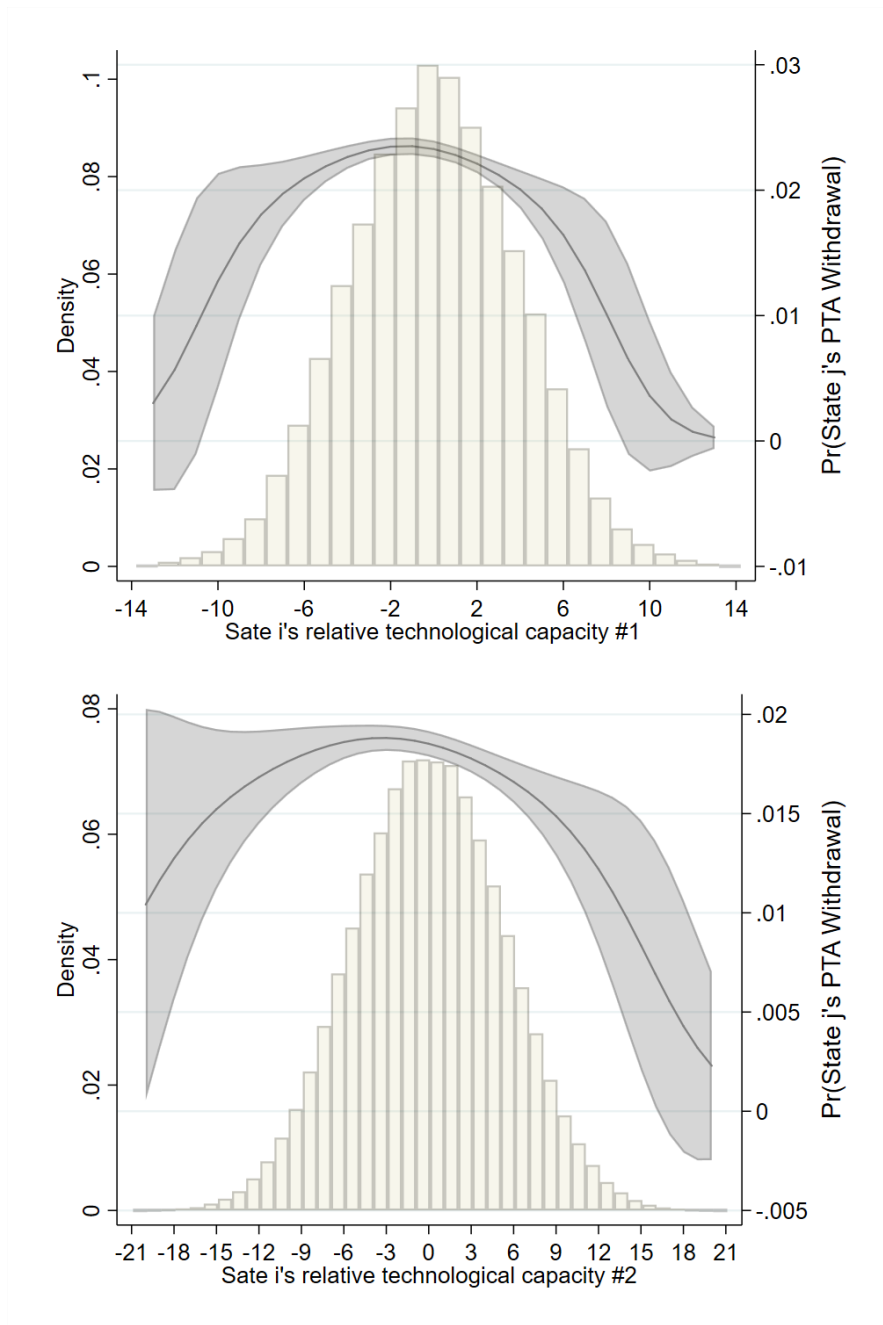 Density
0 .02 .04 .06 .08 .1
-.01 0 .01 .02 .03
Pr(State j's PTA Withdrawal)
-14 -10 -6 -2 2 6 10 14
Sate i's relative technological capacity #1
Density
0 .02 .04 .06 .08
-.005 0 .005 .01 .015 .02
Pr(State j's PTA Withdrawal)
-21 -18 -15 -12 -9 -6 -3 0 3 6 9 12 15 18 21
Sate i's relative technological capacity #2